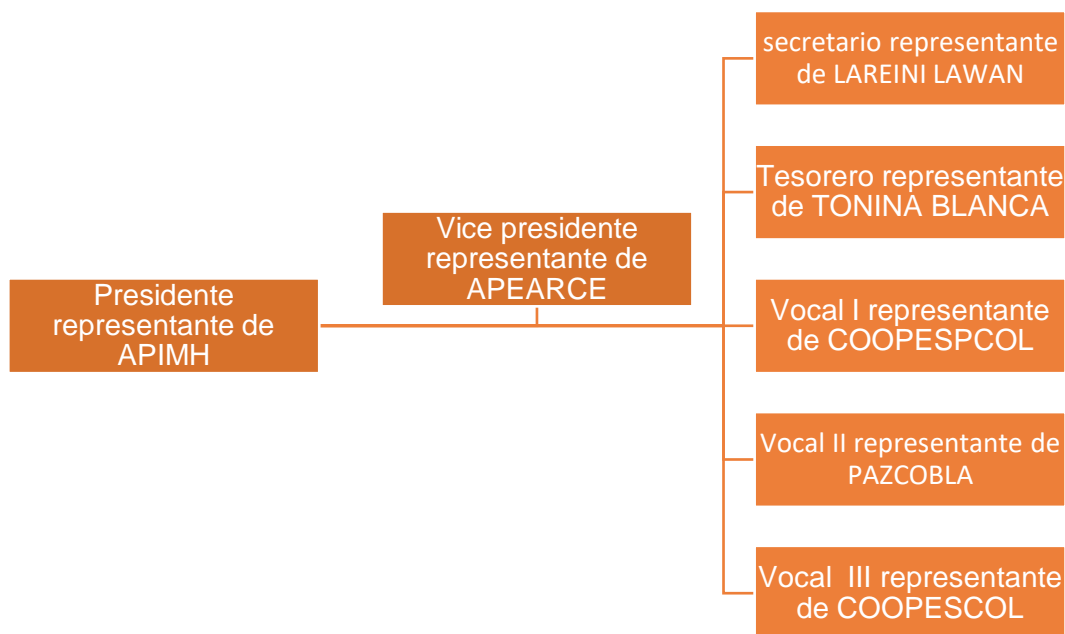 Presidente
representante de
APIMH
Vice presidente
representante de
APEARCE
secretario representante
de LAREINI LAWAN
Tesorero representante
de TONINA BLANCA
Vocal I representante
de COOPESPCOL
Vocal II representante de
PAZCOBLA
Vocal III representante
de COOPESCOL